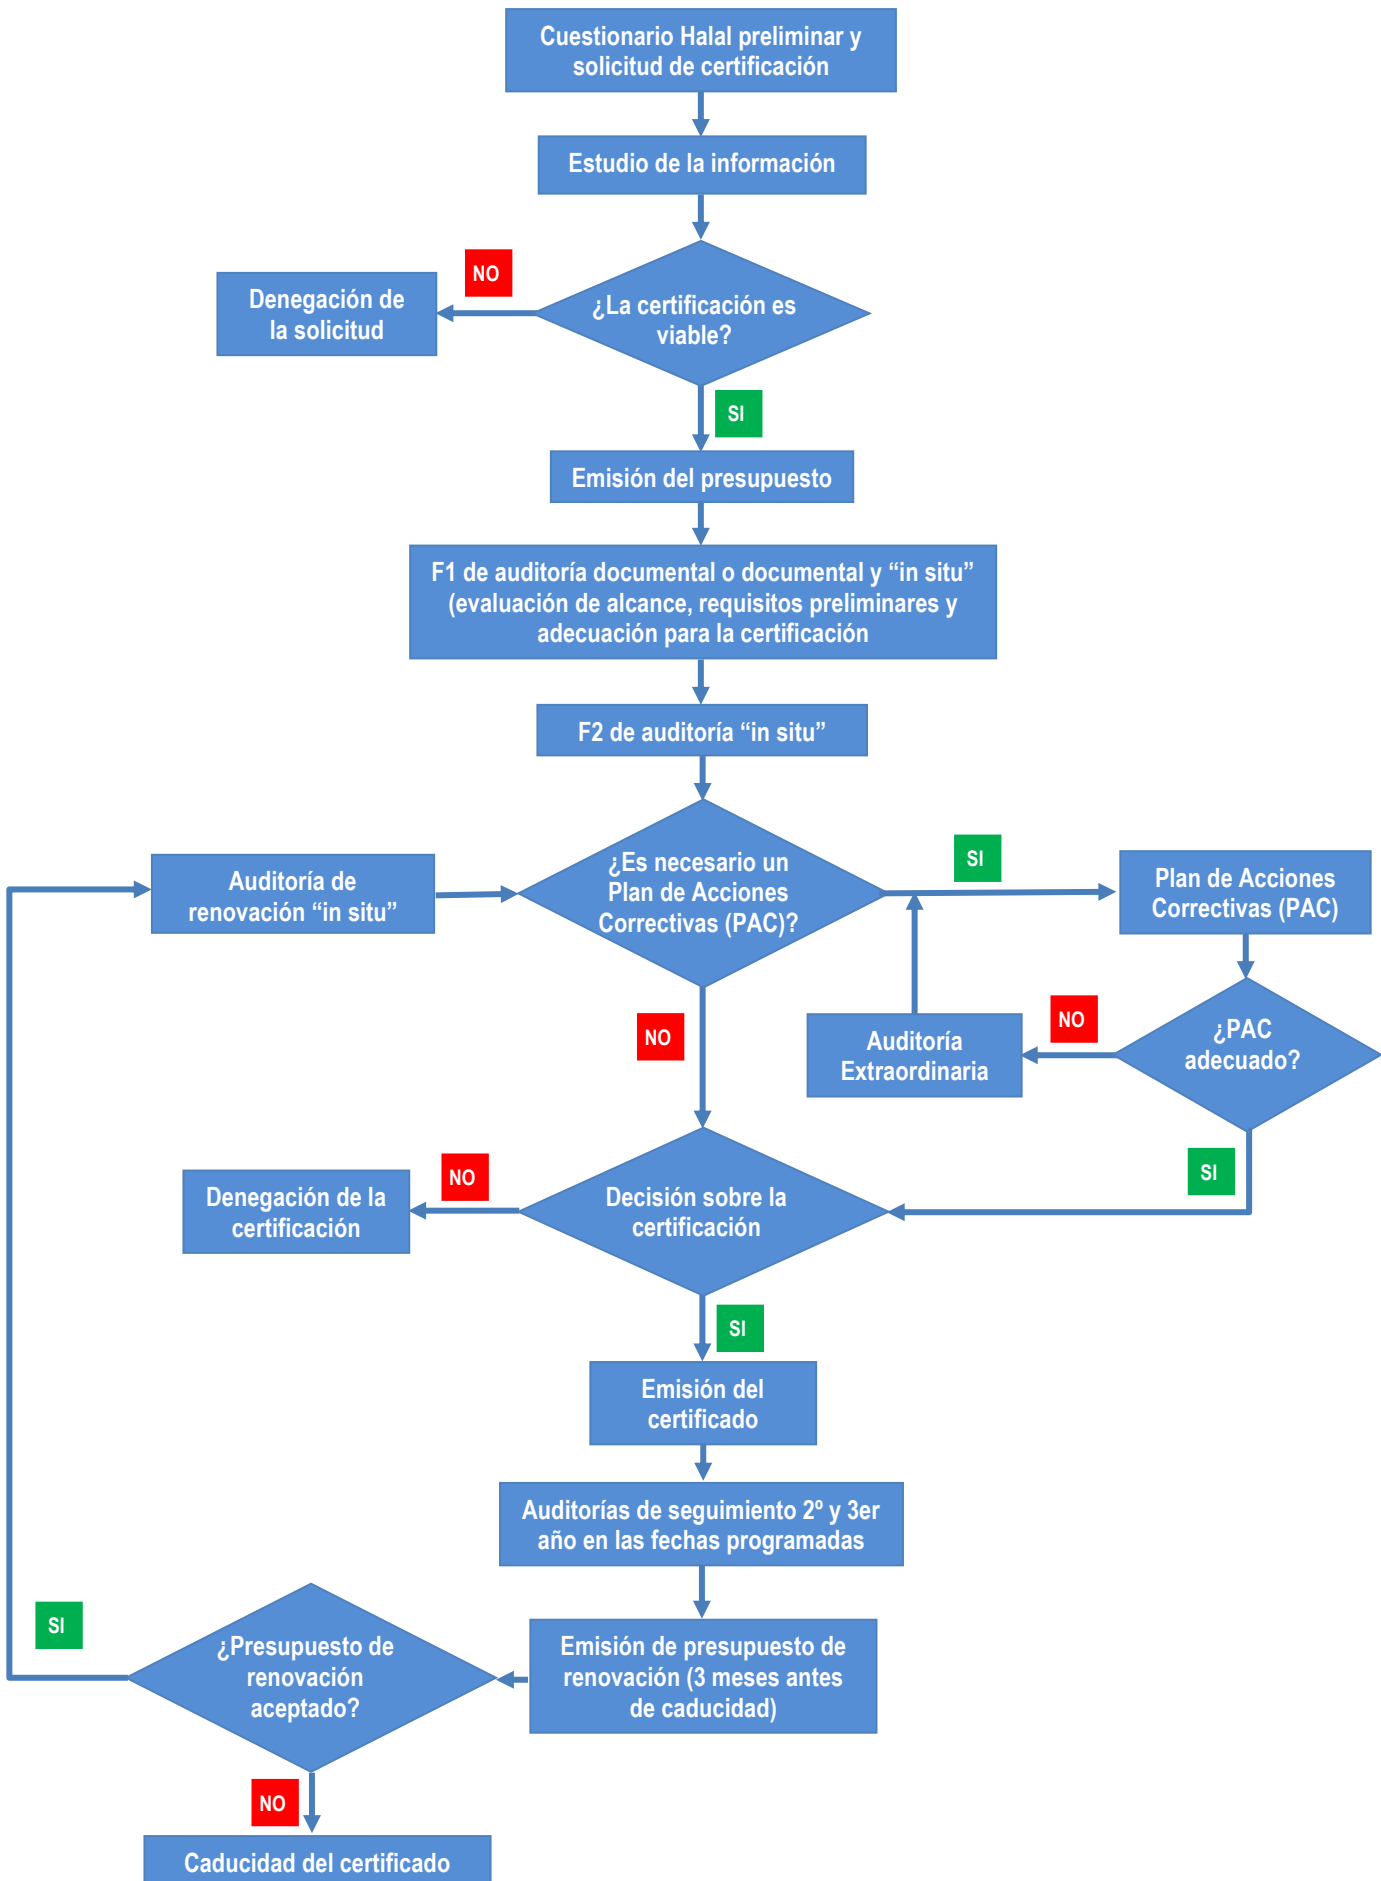 Cuestionario Halal preliminar y
solicitud de certificación
Estudio de la información
NO
Denegación de
la solicitud
¿La certificación es
viable?
SI
Emisión del presupuesto
F1 de auditoría documental o documental y “in situ”
(evaluación de alcance, requisitos preliminares y
adecuación para la certificación
F2 de auditoría “in situ”
Auditoría de
renovación “in situ”
¿Es necesario un
Plan de Acciones
Correctivas (PAC)?
SI
Plan de Acciones
Correctivas (PAC)
NO
Auditoría
Extraordinaria
NO
¿PAC
adecuado?
SI
Denegación de la
certificación
NO
Decisión sobre la
certificación
SI
Emisión del
certificado
Auditorías de seguimiento 2º y 3er
año en las fechas programadas
SI
¿Presupuesto de
renovación
aceptado?
Emisión de presupuesto de
renovación (3 meses antes
de caducidad)
NO
Caducidad del certificado